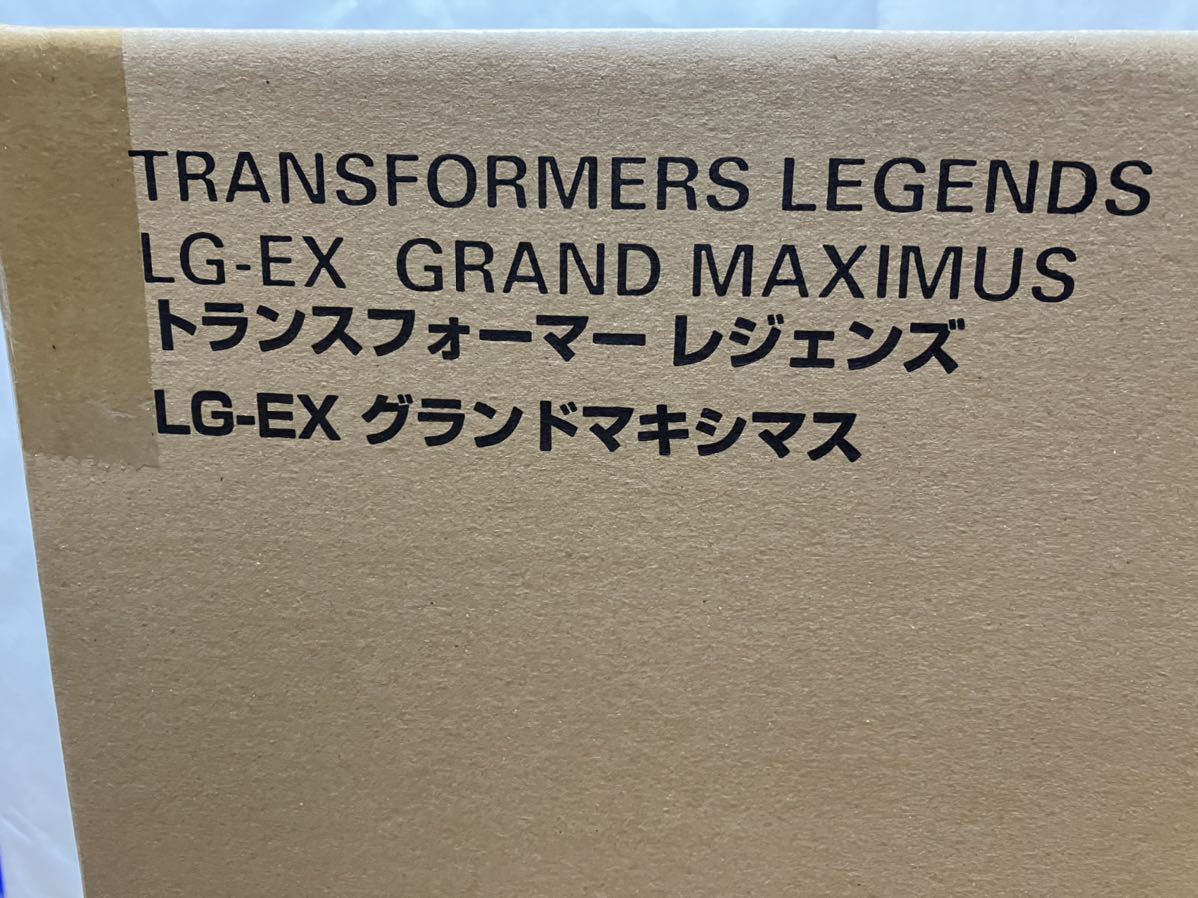 TRANSFORMERS LEGENDS
LG-EX GRAND MAXIMUS
トランスフォーマー レジェンズ
LG-EX グランドマキシマス